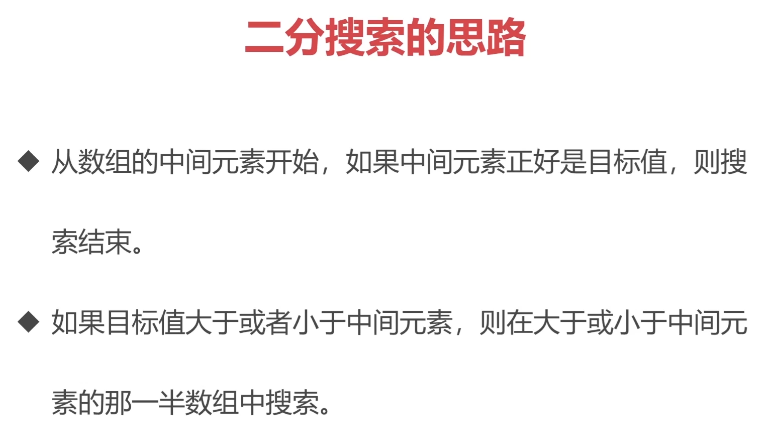 二分搜索的思路
◆ 从数组的中间元素开始，如果中间元素正好是目标值，则搜
索结束。
◆ 如果目标值大于或者小于中间元素，则在大于或小于中间元
素的那一半数组中搜索。